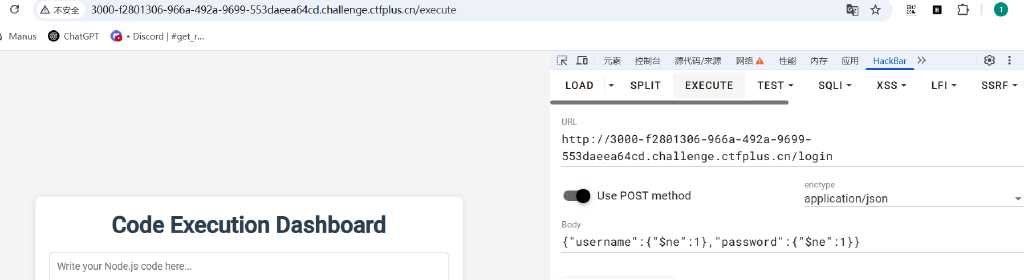 不安全 3000-f2801306-966a-492a-9699-553daeea64cd.challenge.ctfplus.cn/execute 1
Manus ChatGPT • Discord | #get_r...
元素 控制台 源代码/来源 网络 性能 内存 应用 HackBar
LOAD SPLIT EXECUTE TEST SQLI XSS LFI SSRF
URL
http://3000-f2801306-966a-492a-9699-
553daeea64cd.challenge.ctfplus.cn/login
Use POST method
enctype
application/json
Body
{"username":{"$ne":1},"password":{"$ne":1}}
Code Execution Dashboard
Write your Node.js code here...